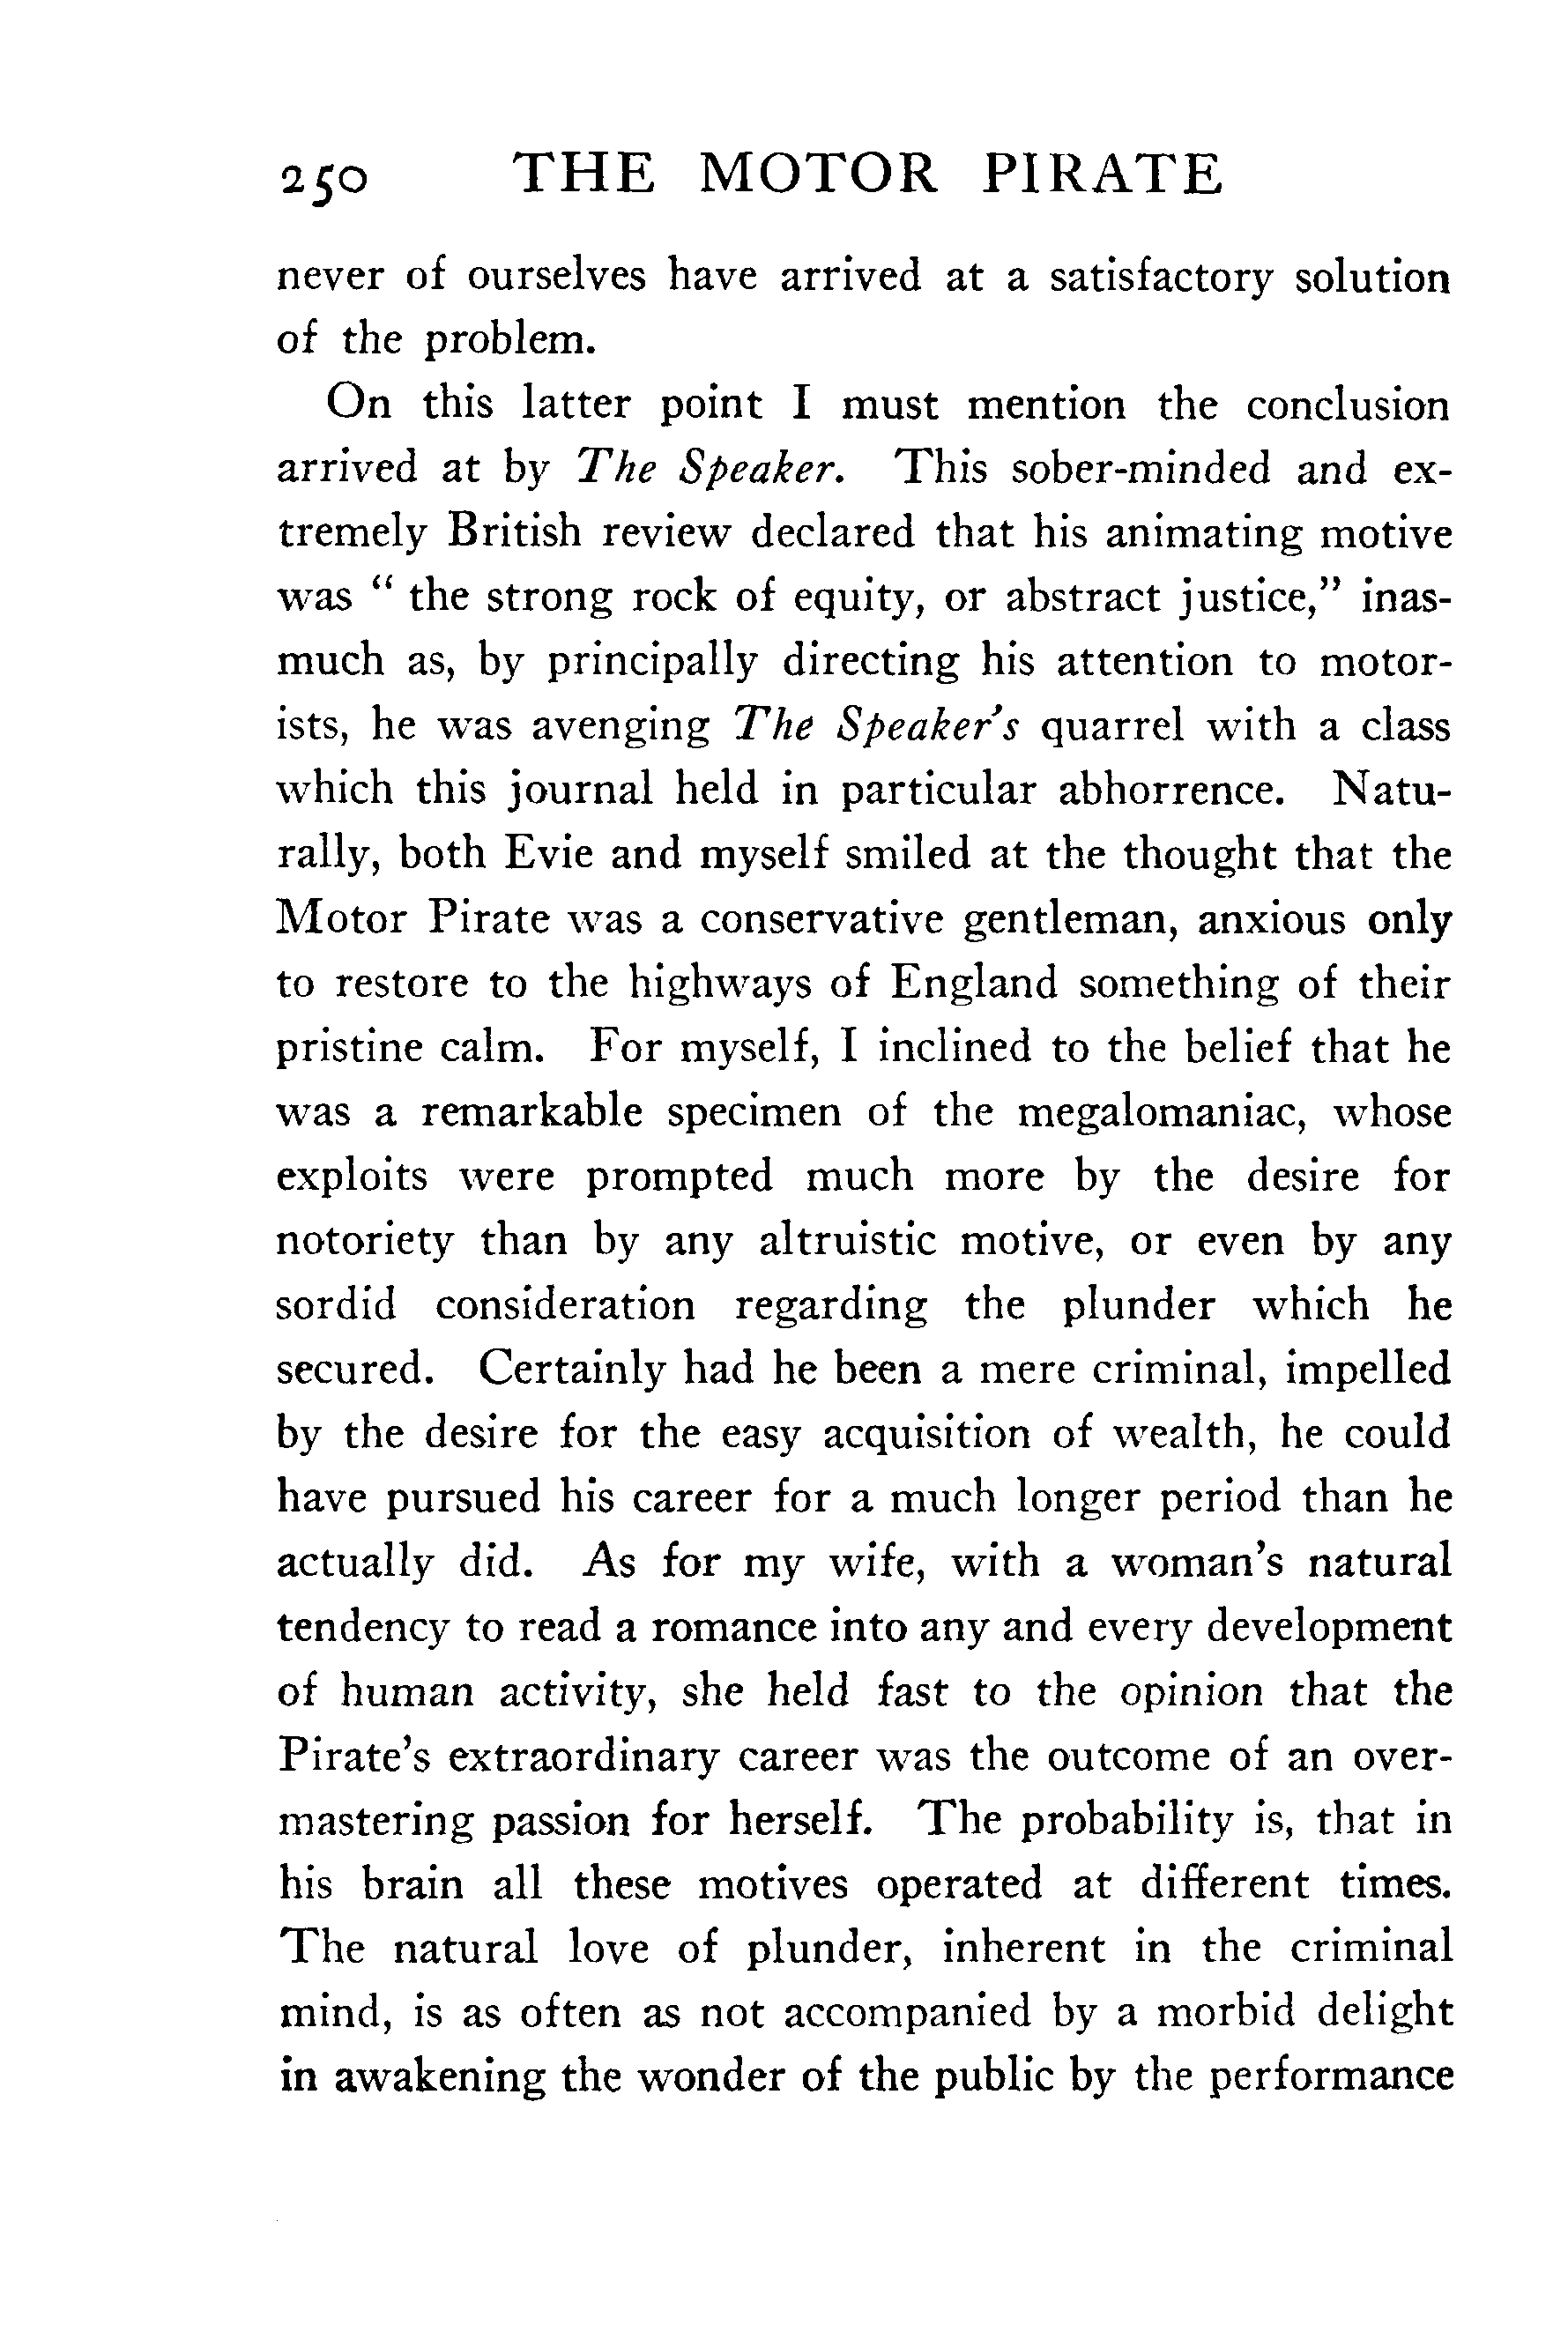 250 THE MOTOR PIRATE
never of ourselves have arrived at a satisfactory solution
of the problem.
On this latter point I must mention the conclusion
arrived at by The Speaker. This sober-minded and ex-
tremely British review declared that his animating motive
was “ the strong rock of equity, or abstract justice,” inas-
much as, by principally directing his attention to motor-
ists, he was avenging The Speaker’s quarrel with a class
which this journal held in particular abhorrence. Natu-
rally, both Evie and myself smiled at the thought that the
Motor Pirate was a conservative gentleman, anxious only
to restore to the highways of England something of their
pristine calm. For myself, I inclined to the belief that he
was a remarkable specimen of the megalomaniac, whose
exploits were prompted much more by the desire for
notoriety than by any altruistic motive, or even by any
sordid consideration regarding the plunder which he
secured. Certainly had he been a mere criminal, impelled
by the desire for the easy acquisition of wealth, he could
have pursued his career for a much longer period than he
actually did. As for my wife, with a woman’s natural
tendency to read a romance into any and every development
of human activity, she held fast to the opinion that the
Pirate’s extraordinary career was the outcome of an over-
mastering passion for herself. The probability is, that in
his brain all these motives operated at different times.
The natural love of plunder, inherent in the criminal
mind, is as often as not accompanied by a morbid delight
in awakening the wonder of the public by the performance